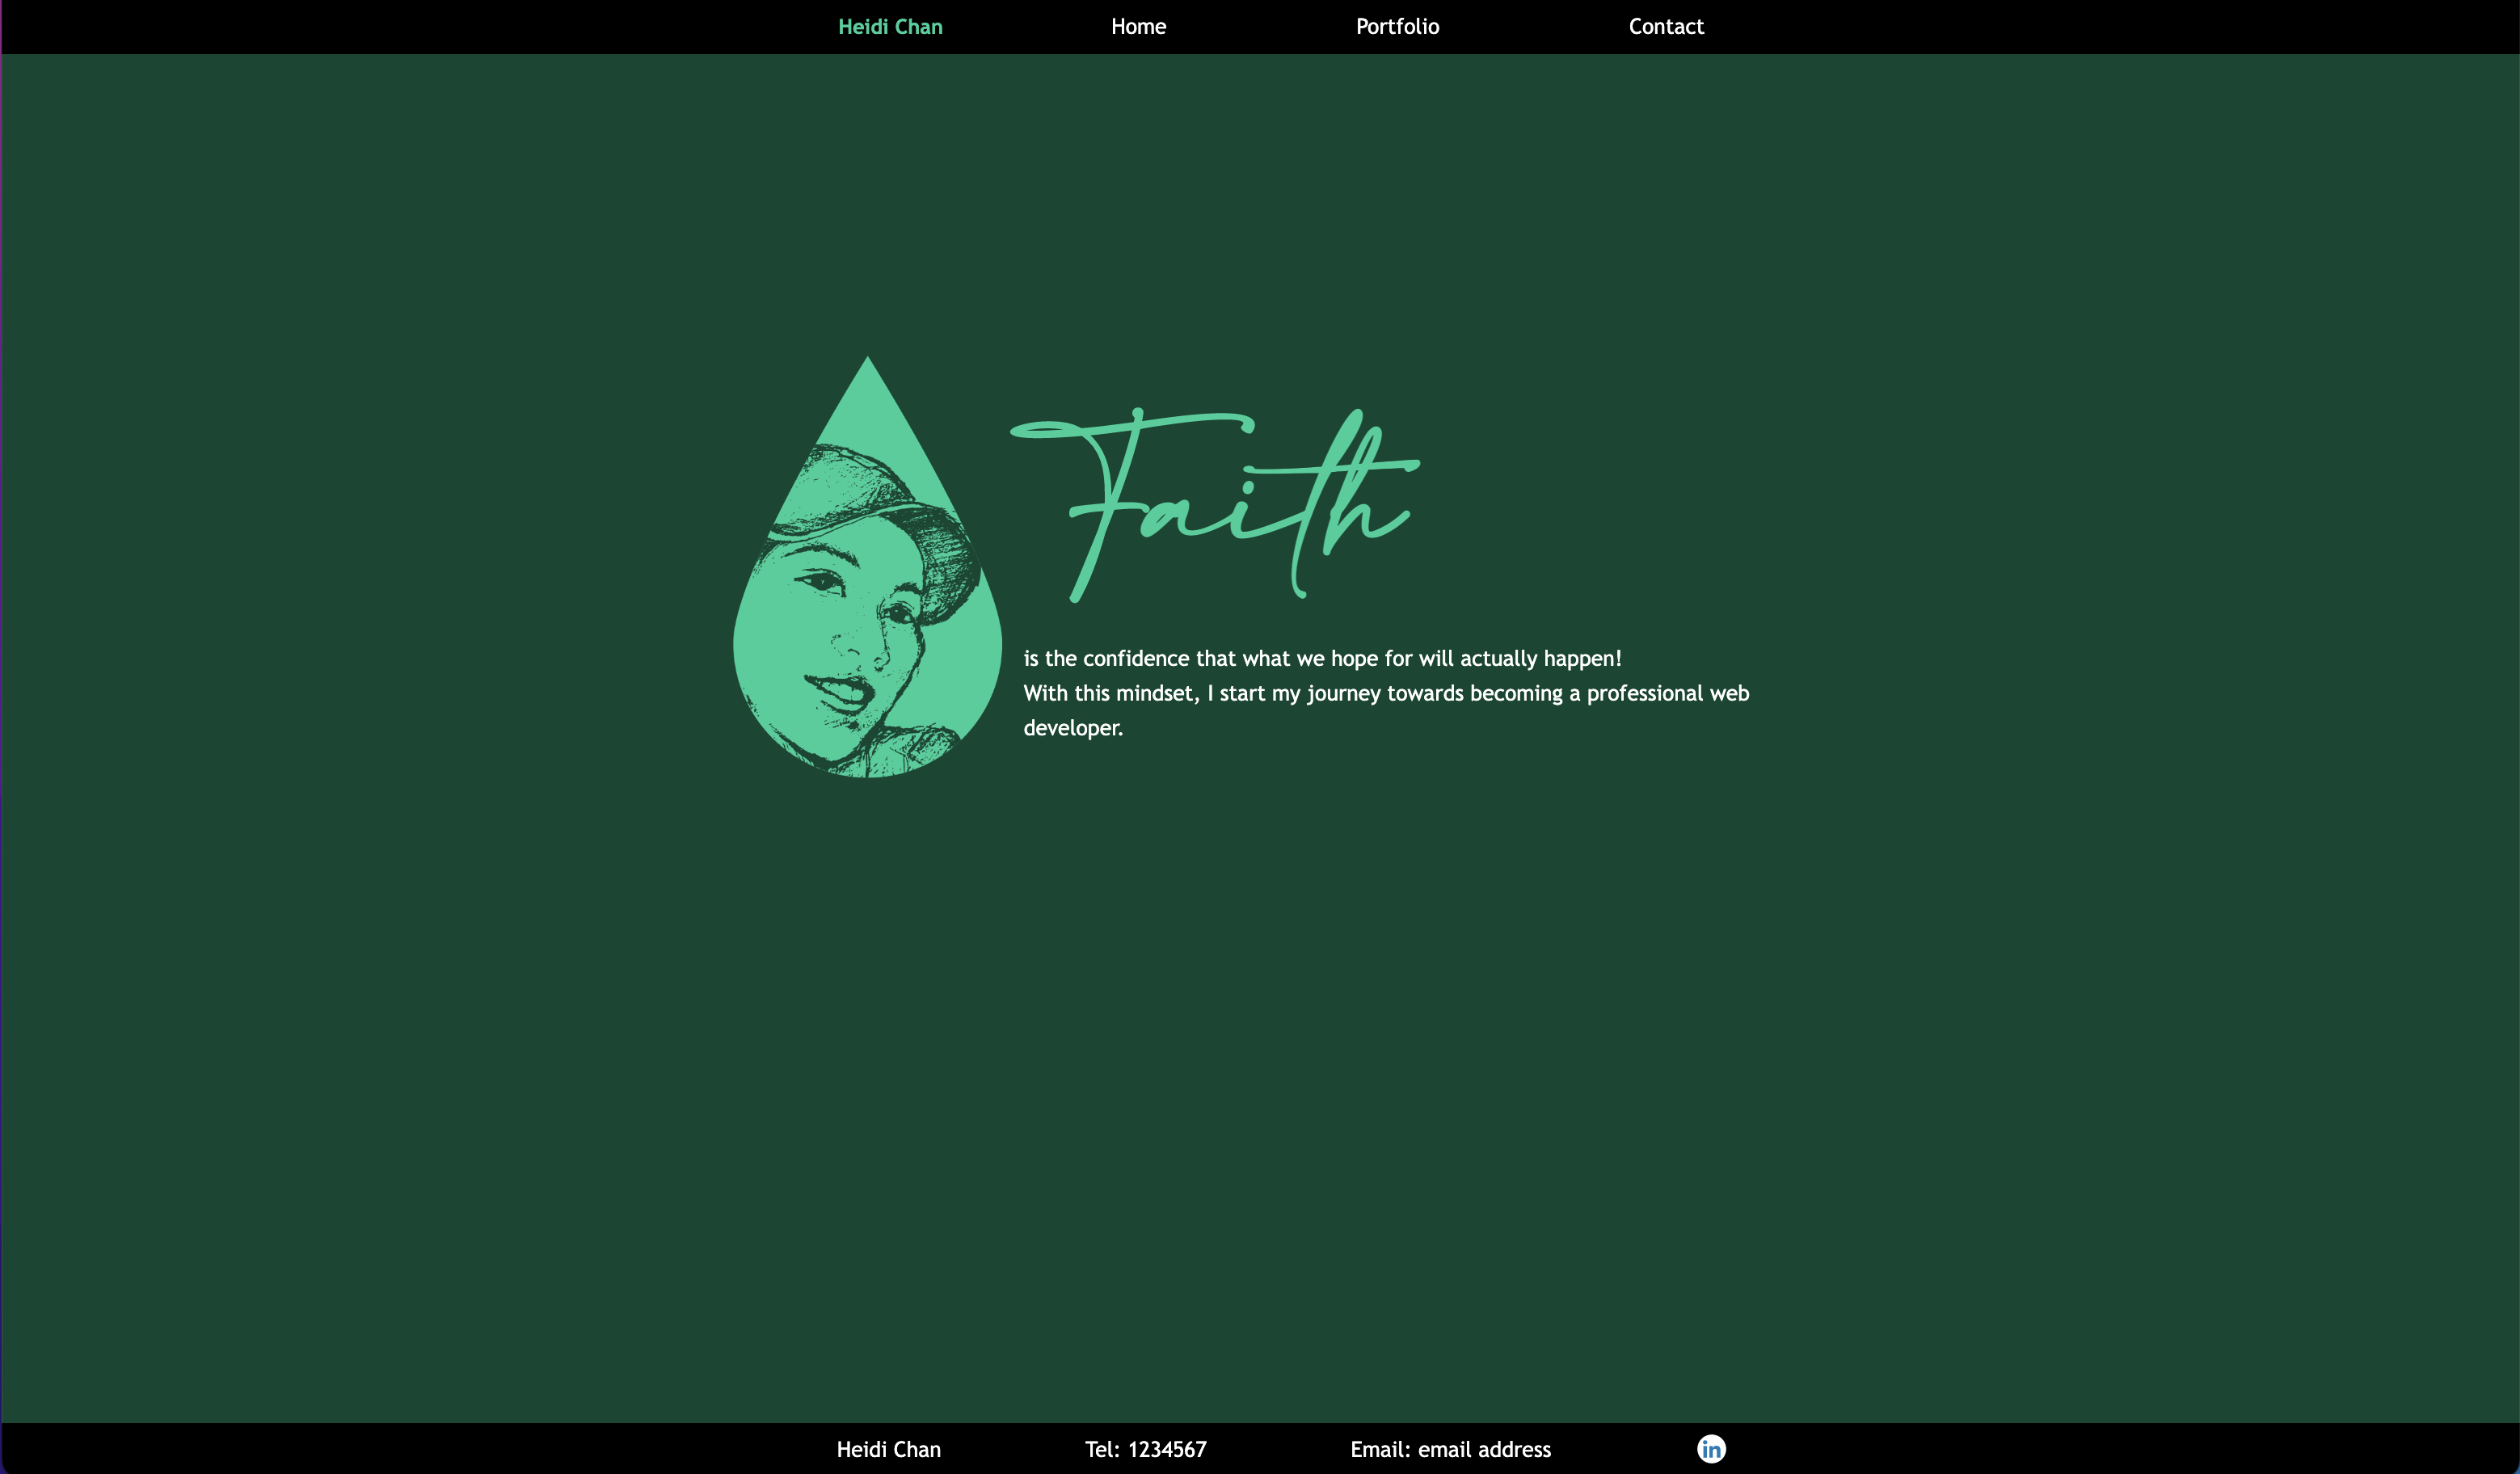 Heidi Chan Home Portfolio Contact
Faith
is the confidence that what we hope for will actually happen!
With this mindset, I start my journey towards becoming a professional web
developer.
Heidi Chan Tel: 1234567 Email: email address in